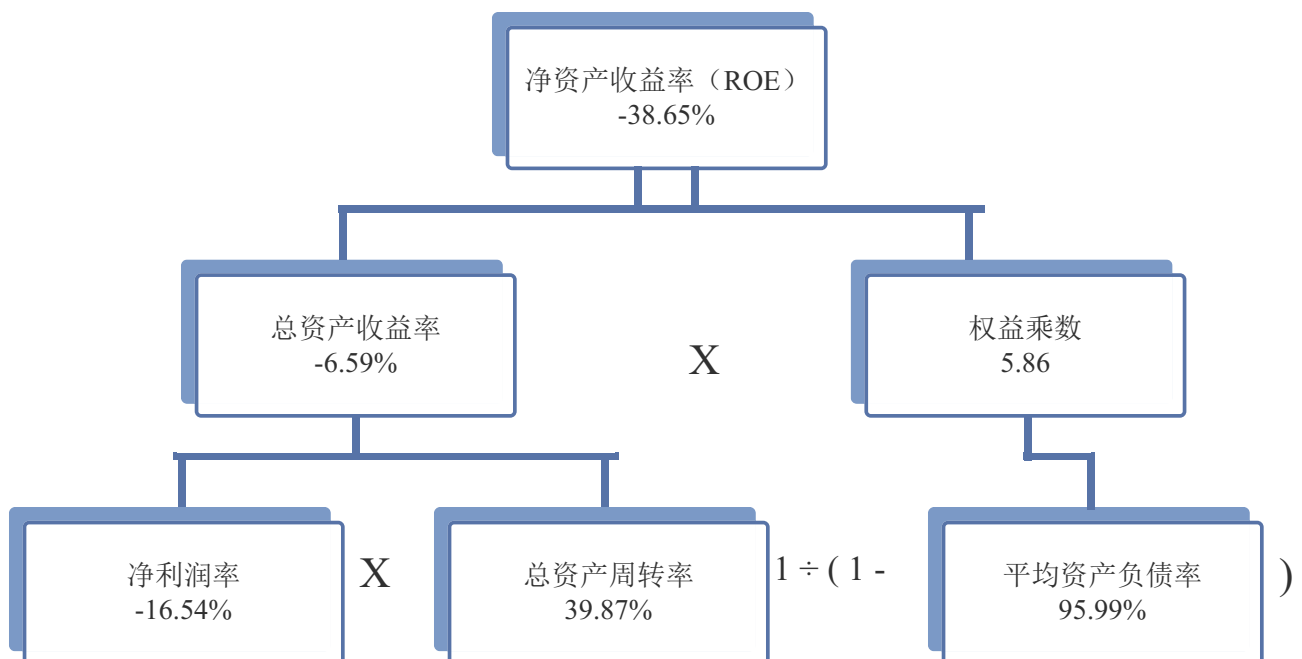 净资产收益率（ROE）
-38.65%
总资产收益率
-6.59%
X
权益乘数
5.86
净利润率
-16.54%
X
总资产周转率
39.87%
1 ÷ ( 1 -
平均资产负债率
95.99%
)